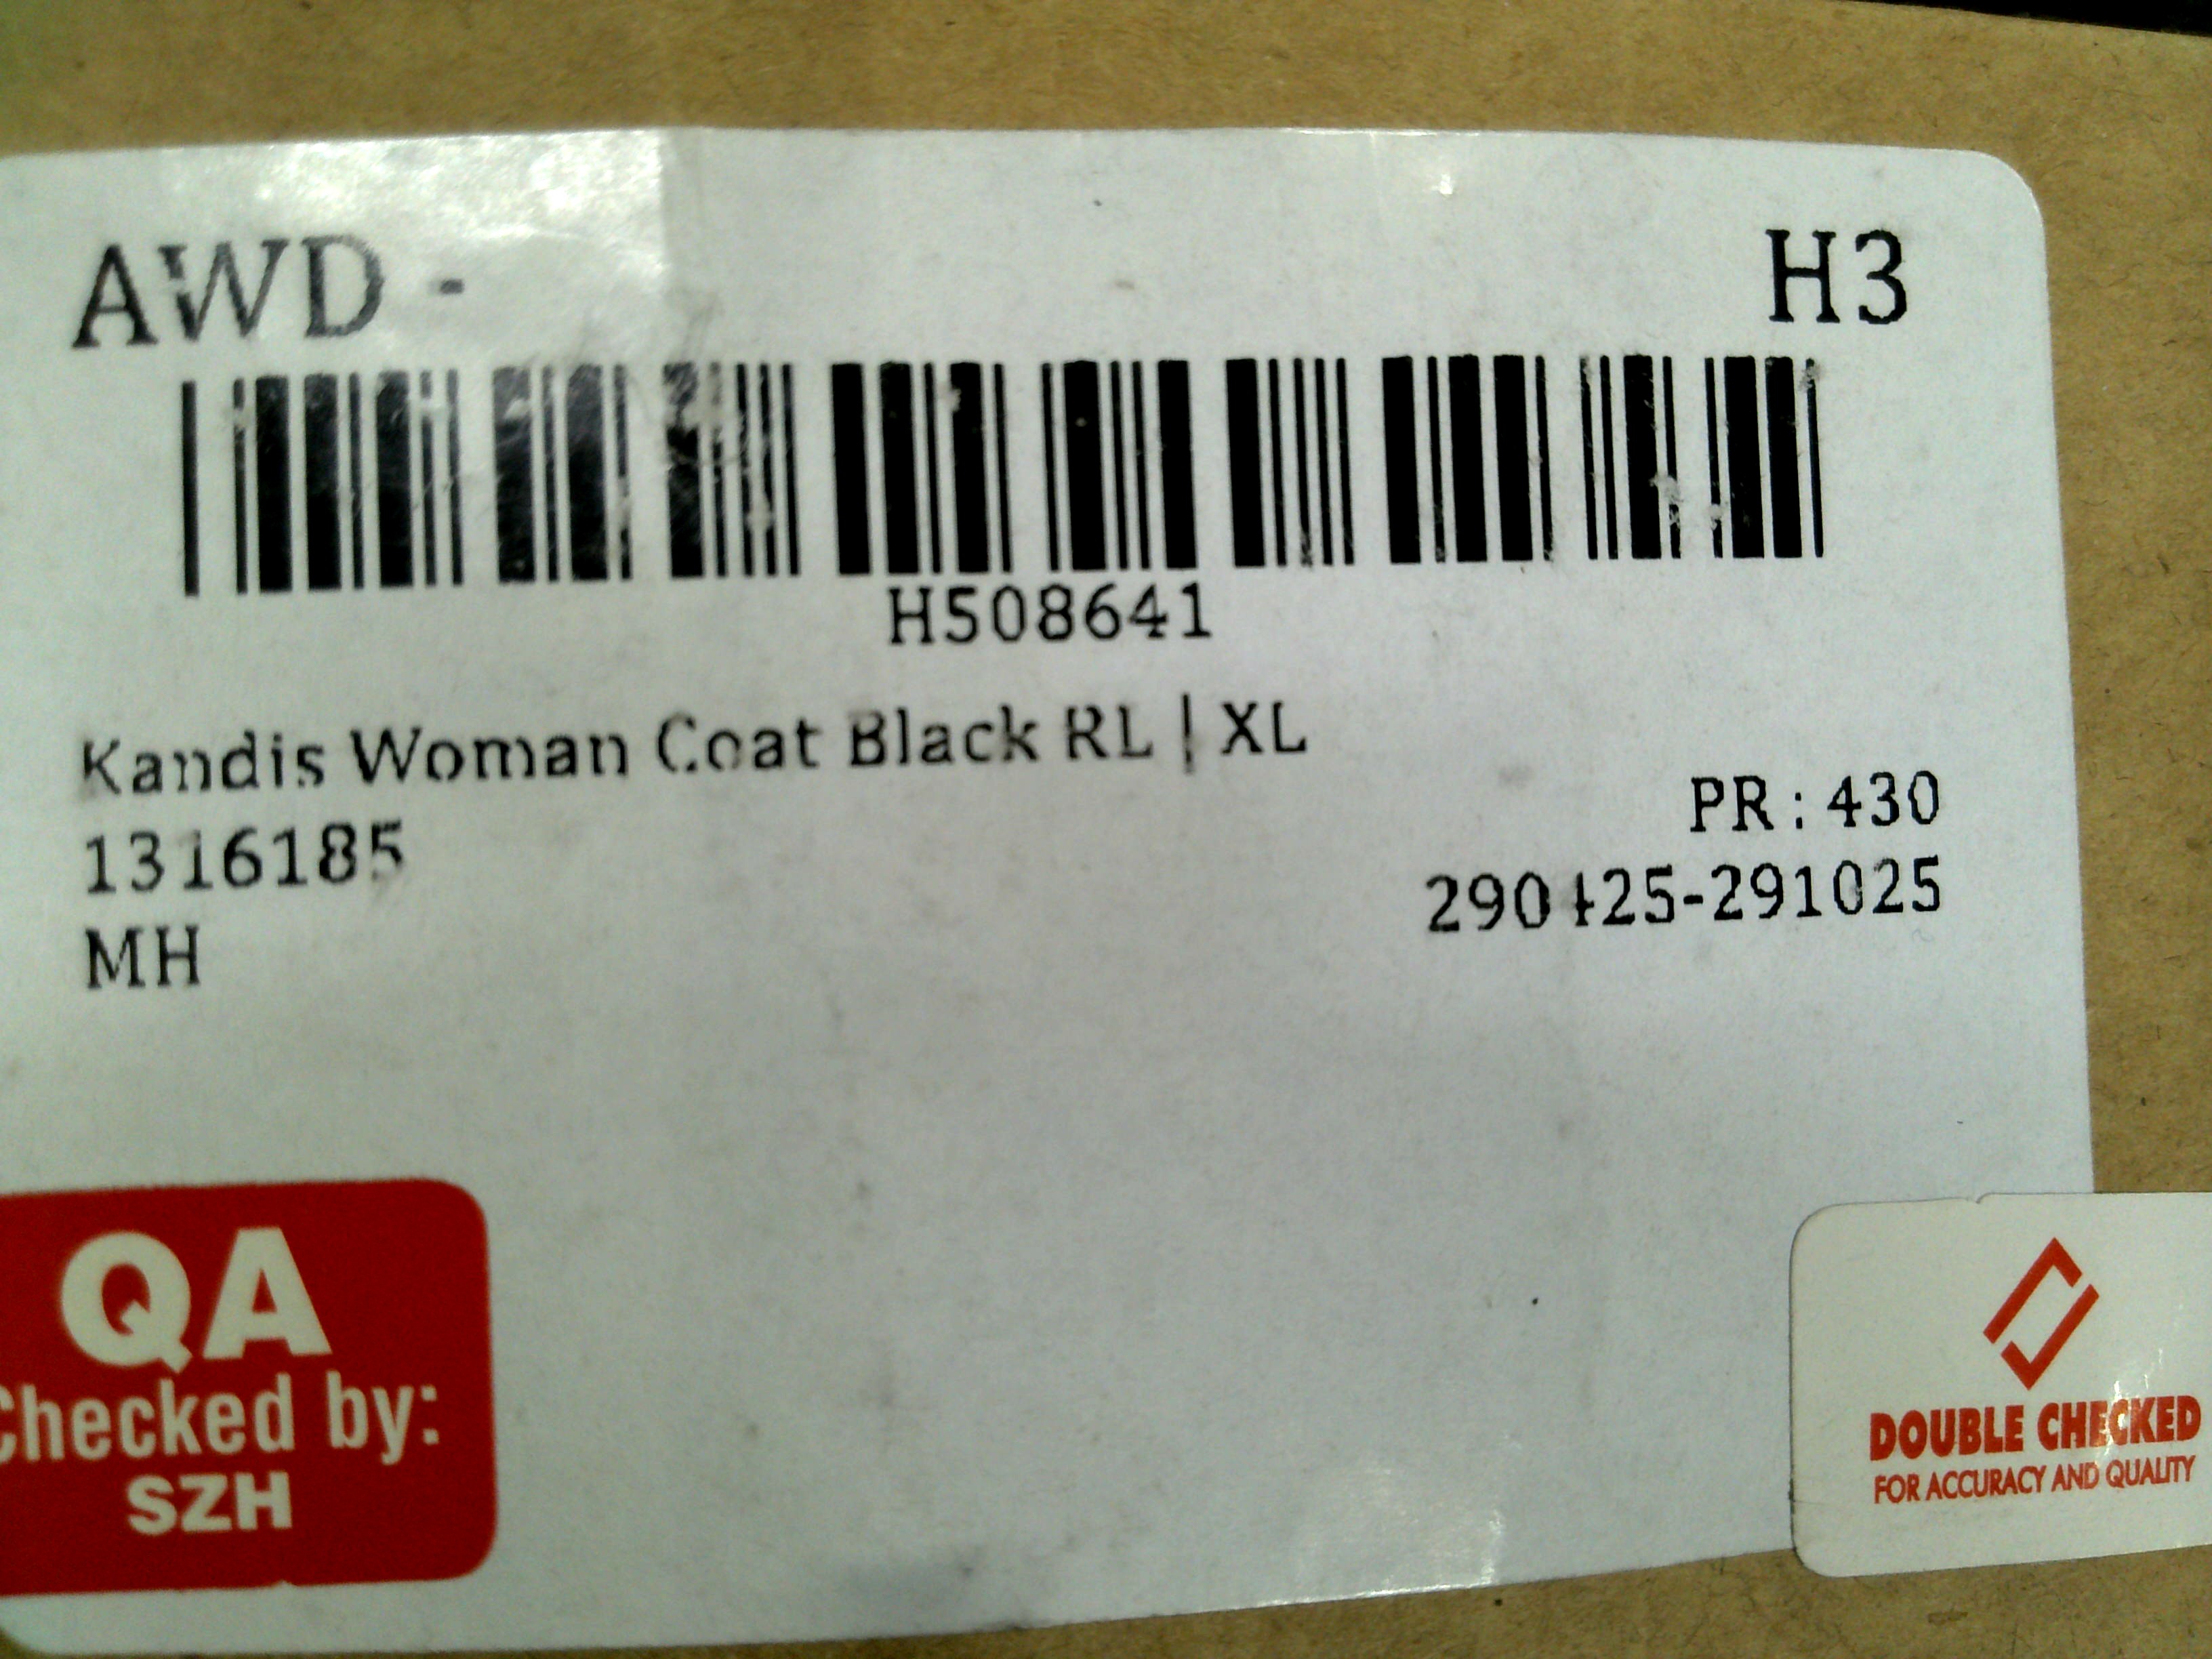 AWD - H3
H508641
Kandis Woman Coat Black RL | XL
PR : 430
1316185
290425-291025
MH
QA
Checked by:
SZH
DOUBLE CHECKED
FOR ACCURACY AND QUALITY